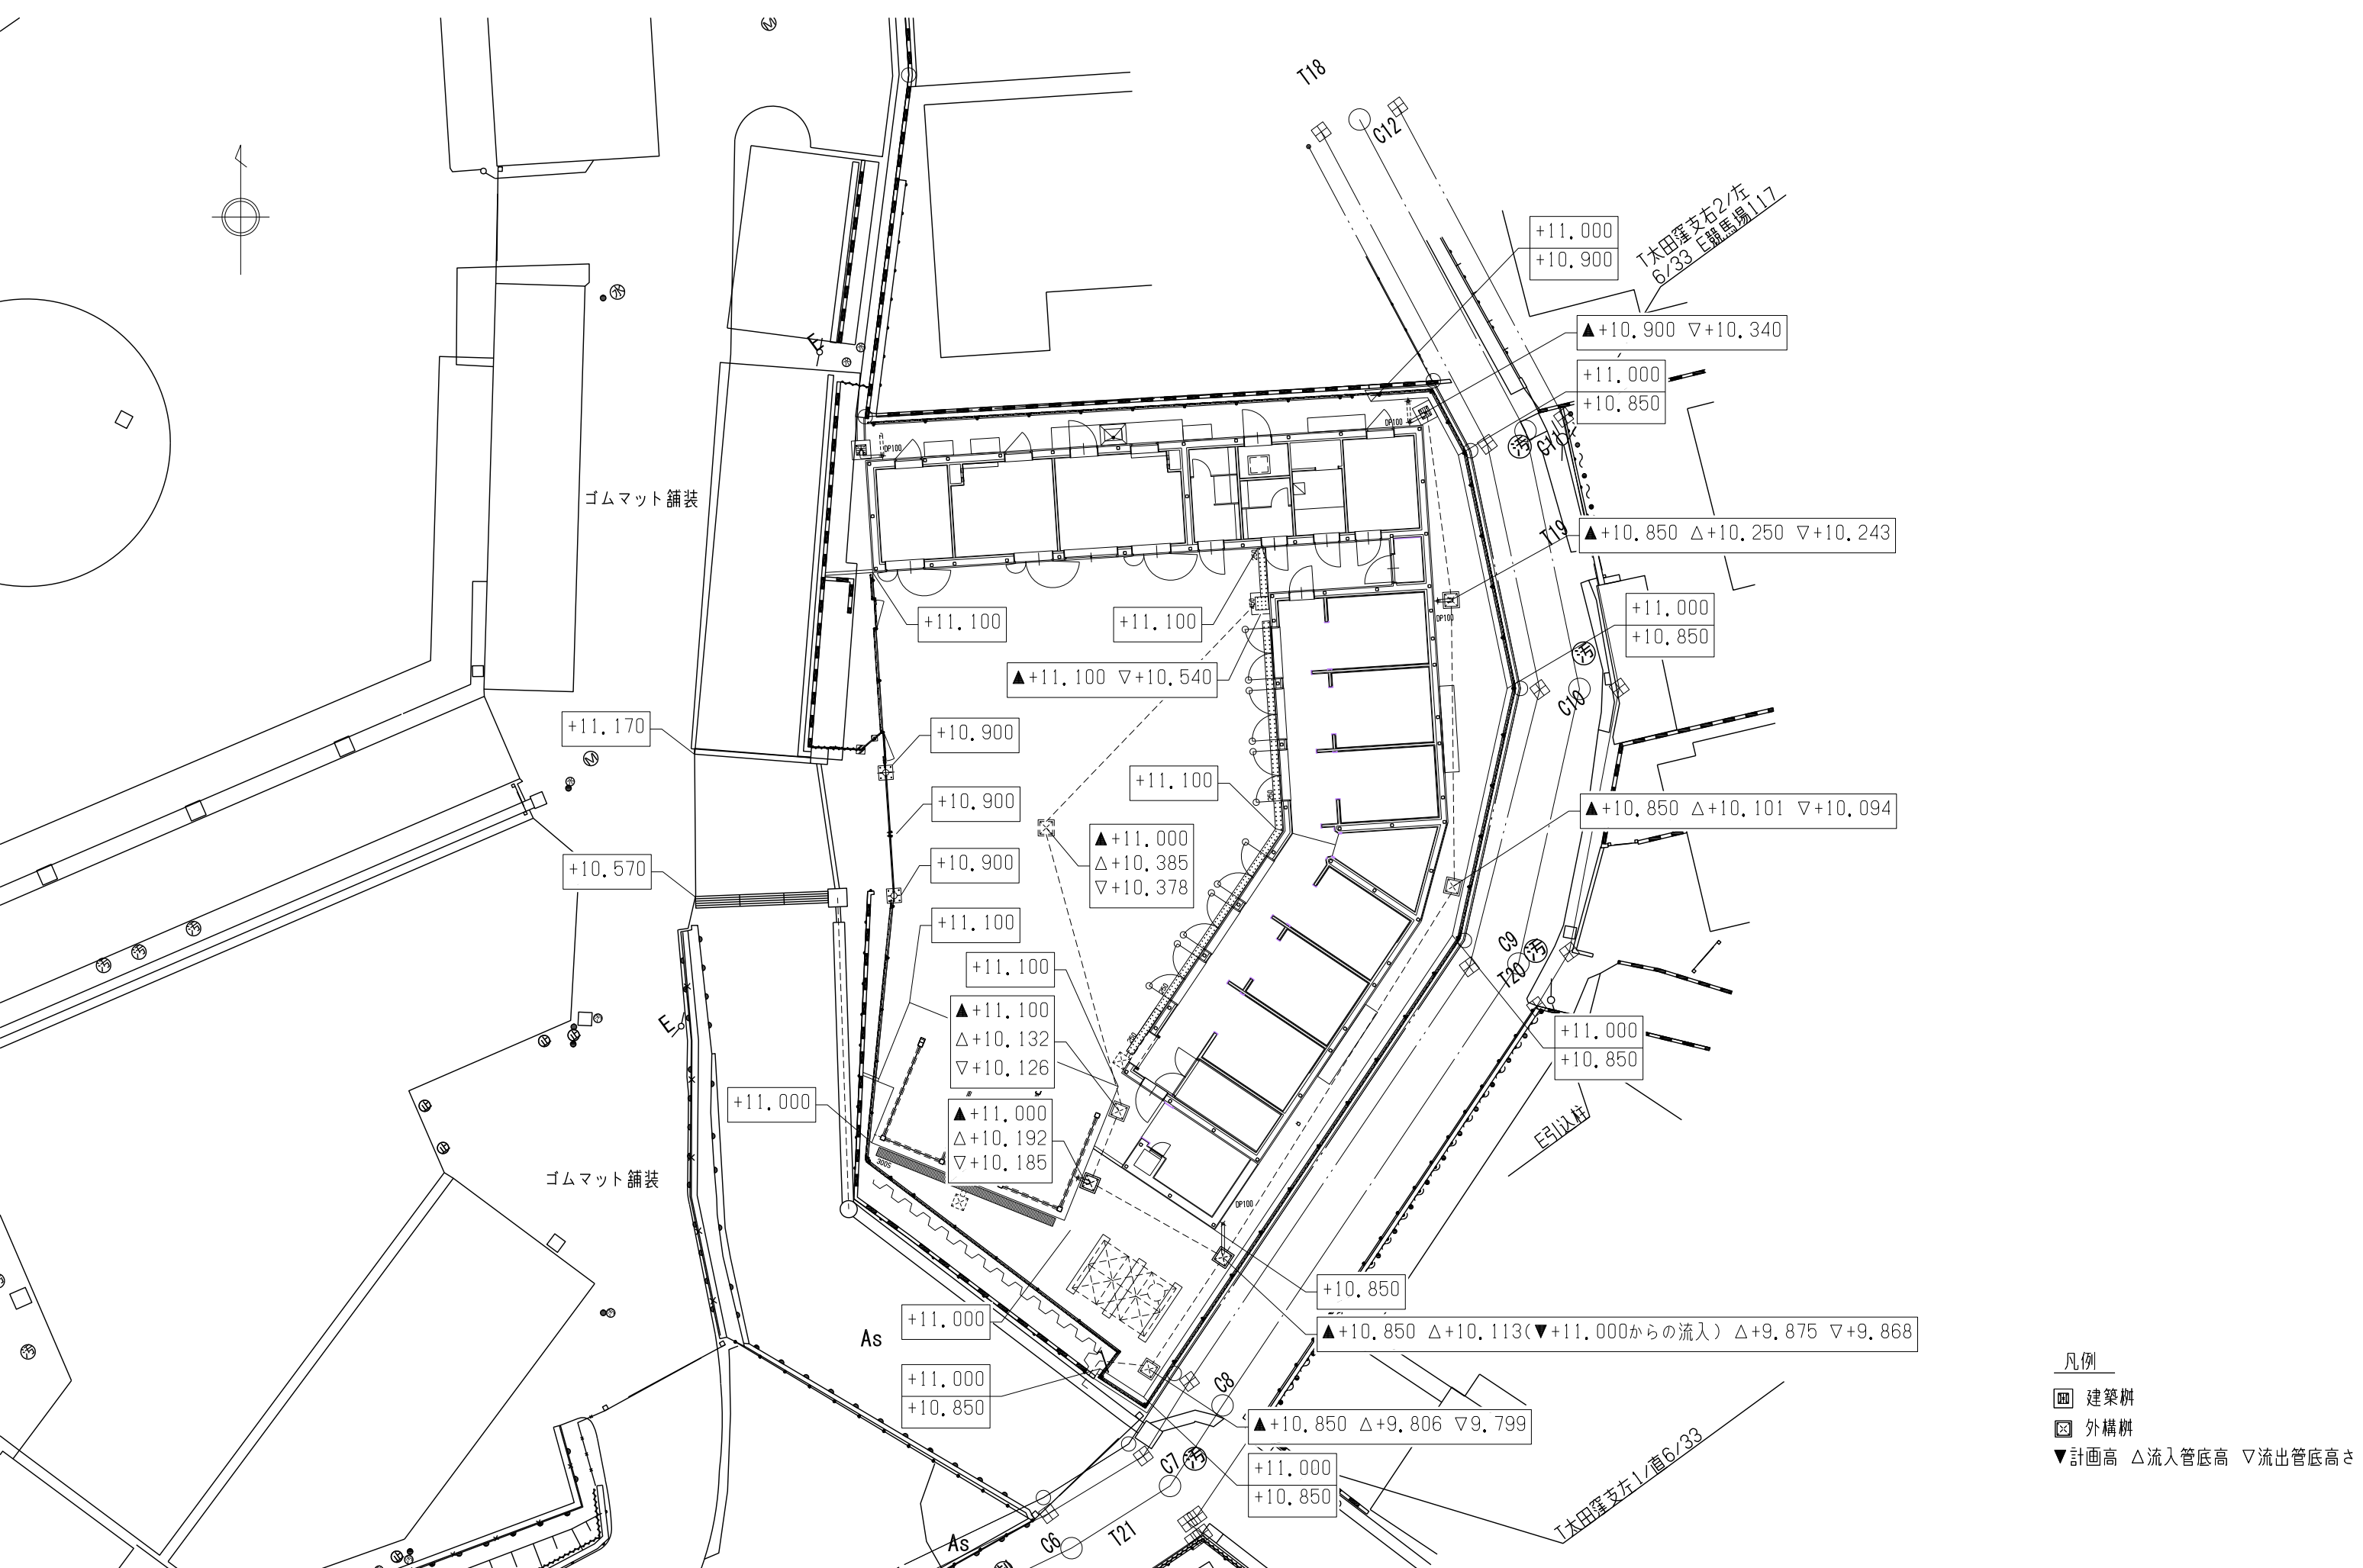 T18
C12
T太田窪支右2/左
6/33 E競馬場117
+11.000
+10.900
▲+10.900 ▽+10.340
+11.000
+10.850
DP100
DP100
汚
C11
ゴムマット舗装
T19
▲+10.850 △+10.250 ▽+10.243
+11.100
+11.100
DP100
+11.000
+10.850
汚
▲+11.100 ▽+10.540
C10
+11.170
+10.900
+11.100
+10.900
▲+10.850 △+10.101 ▽+10.094
▲+11.000
△+10.385
▽+10.378
+10.900
+10.570
+11.100
+11.100
C9
汚
T20
▲+11.100
△+10.132
▽+10.126
E
+11.000
+10.850
+11.000
▲+11.000
△+10.192
▽+10.185
E引込柱
3005
ゴムマット舗装
DP100
+10.850
+11.000
As
▲+10.850 △+10.113(▼+11.000からの流入) △+9.875 ▽+9.868
凡例
+11.000
+10.850
C8
建築桝
▲+10.850 △+9.806 ▽9.799
外構桝
▼計画高 △流入管底高 ▽流出管底高さ
C7
汚
+11.000
+10.850
T太田窪支左1/直6/33
As
C6
T21